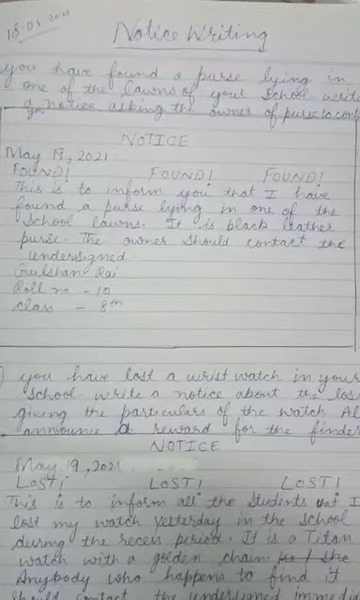 18-05-2021
Notice Writing
you have found a purse lying in
one of the lawns of your School write
a notice asking the owner of purse to cont
NOTICE
May 19, 2021
FOUND! FOUND! FOUND!
This is to inform you that I have
found a purse lying in one of the
School lawns. It is black leather
purse. The owner should contact the
undersigned
Gulshan Rai
Roll no - 10
class - 8th
) you have lost a wrist watch in your
School write a notice about the loss
giving the particulars of the watch Al
announce a reward for the finder
NOTICE
May 19, 2021
LOST! LOST! LOST!
This is to inform all the students that I
lost my watch yesterday in the School
during the recess period. It is a Titan
watch with a golden chain.
Anybody who happens to find it
should contact the undersigned immedia